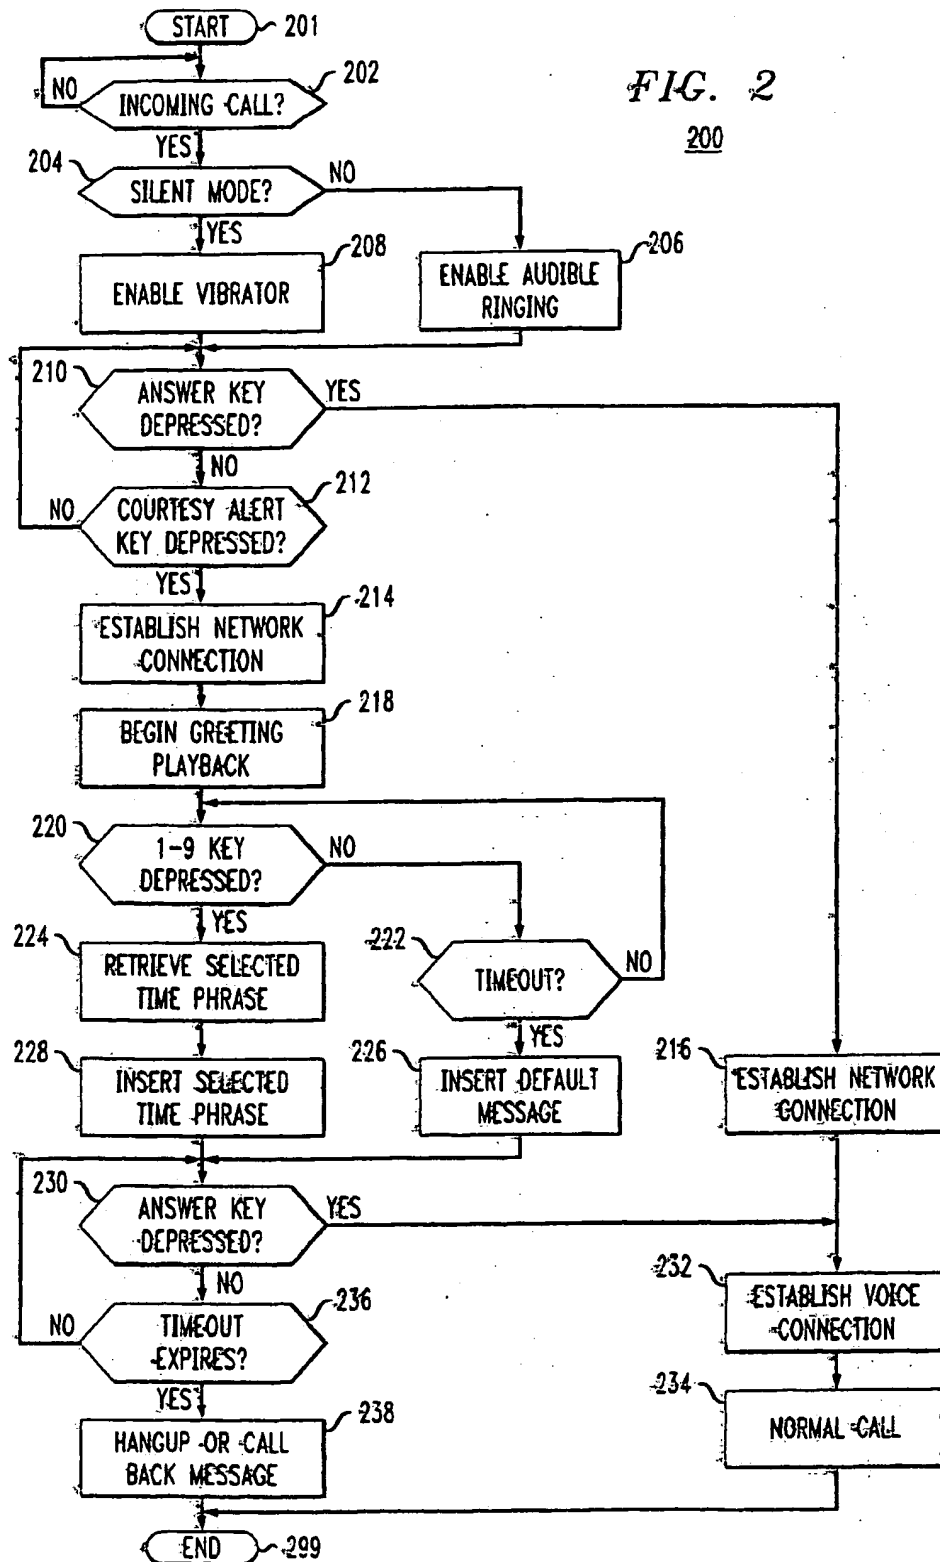 START
201
FIG. 2
200
NO
202
INCOMING CALL?
YES
204
SILENT MODE?
NO
YES
208
ENABLE VIBRATOR
206
ENABLE AUDIBLE
RINGING
210
ANSWER KEY
DEPRESSED?
YES
NO
212
NO
COURTESY ALERT
KEY DEPRESSED?
YES
214
ESTABLISH NETWORK
CONNECTION
218
BEGIN GREETING
PLAYBACK
220
1-9 KEY
DEPRESSED?
NO
YES
224
RETRIEVE SELECTED
TIME PHRASE
222
TIMEOUT?
NO
YES
228
INSERT SELECTED
TIME PHRASE
226
INSERT DEFAULT
MESSAGE
216
ESTABLISH NETWORK
CONNECTION
230
ANSWER KEY
DEPRESSED?
YES
NO
232
ESTABLISH VOICE
CONNECTION
236
NO
TIMEOUT
EXPIRES?
YES
234
NORMAL CALL
238
HANGUP OR CALL
BACK MESSAGE
END
299